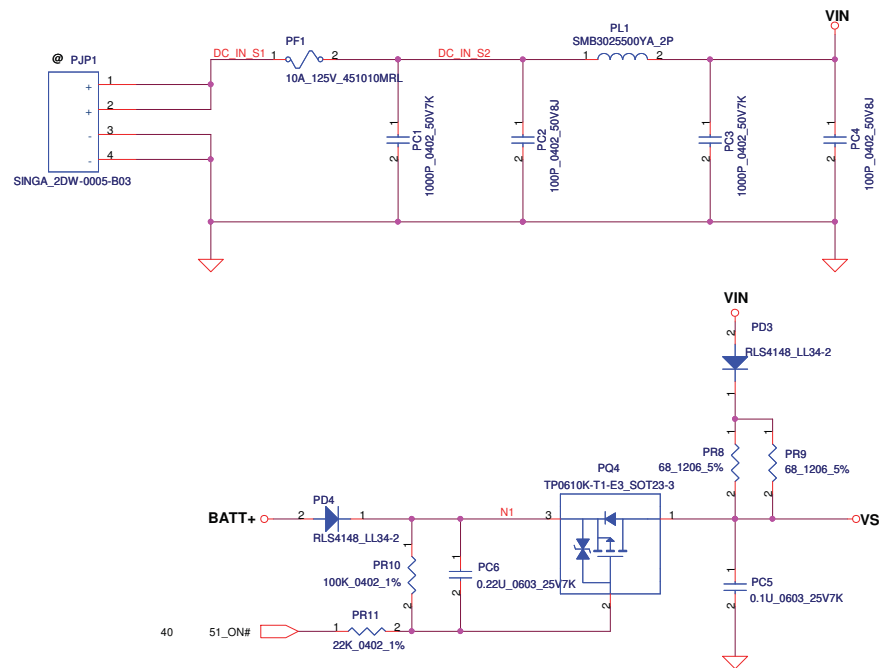 VIN
PL1
SMB3025500YA_2P
@ PJP1
DC_IN_S1
PF1
DC_IN_S2
1 2
1 2
10A_125V_451010MRL
+ 1
+ 2
- 3
- 4
SINGA_2DW-0005-B03
1
2
PC1
1000P_0402_50V7K
1
2
PC2
100P_0402_50V8J
1
2
PC3
1000P_0402_50V7K
1
2
PC4
100P_0402_50V8J
VIN
2
PD3
RLS4148_LL34-2
1
1
2
PR8
68_1206_5%
1
2
PR9
68_1206_5%
PQ4
TP0610K-T1-E3_SOT23-3
BATT+
2
PD4
1
RLS4148_LL34-2
N1
3
1
2
VS
1
2
PR10
100K_0402_1%
1
2
PC6
0.22U_0603_25V7K
1
2
PC5
0.1U_0603_25V7K
40
51_ON#
1
PR11
2
22K_0402_1%